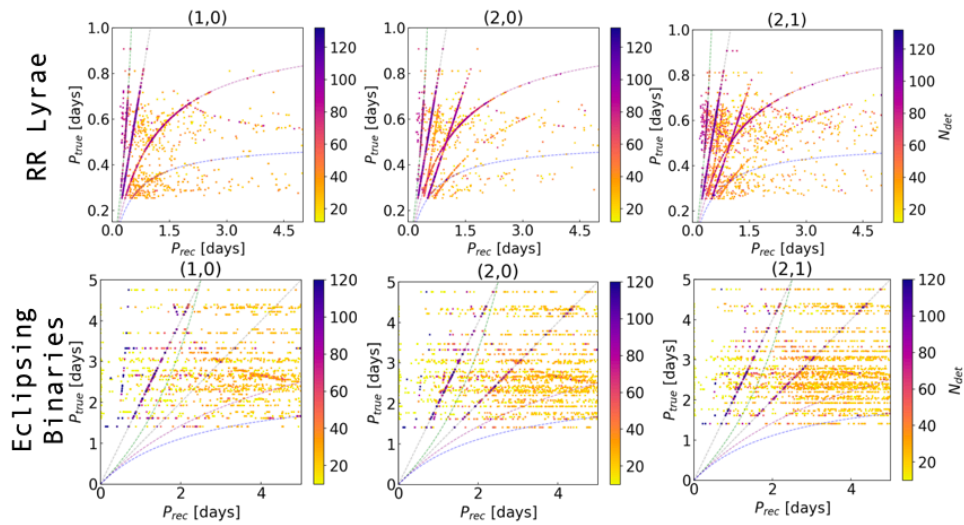 (1,0) (2,0) (2,1)
RR Lyrae
P_true [days] P_true [days] P_true [days] N_det
1.0 0.8 0.6 0.4 0.2
120 100 80 60 40 20
1.0 0.8 0.6 0.4 0.2
120 100 80 60 40 20
1.0 0.8 0.6 0.4 0.2
120 100 80 60 40 20
0.0 1.5 3.0 4.5 0.0 1.5 3.0 4.5 0.0 1.5 3.0 4.5
P_rec [days] P_rec [days] P_rec [days]
(1,0) (2,0) (2,1)
Eclipsing
Binaries
P_true [days] P_true [days] P_true [days] N_det
5 4 3 2 1 0
120 100 80 60 40 20
5 4 3 2 1 0
120 100 80 60 40 20
5 4 3 2 1 0
120 100 80 60 40 20
0 2 4 0 2 4 0 2 4
P_rec [days] P_rec [days] P_rec [days]